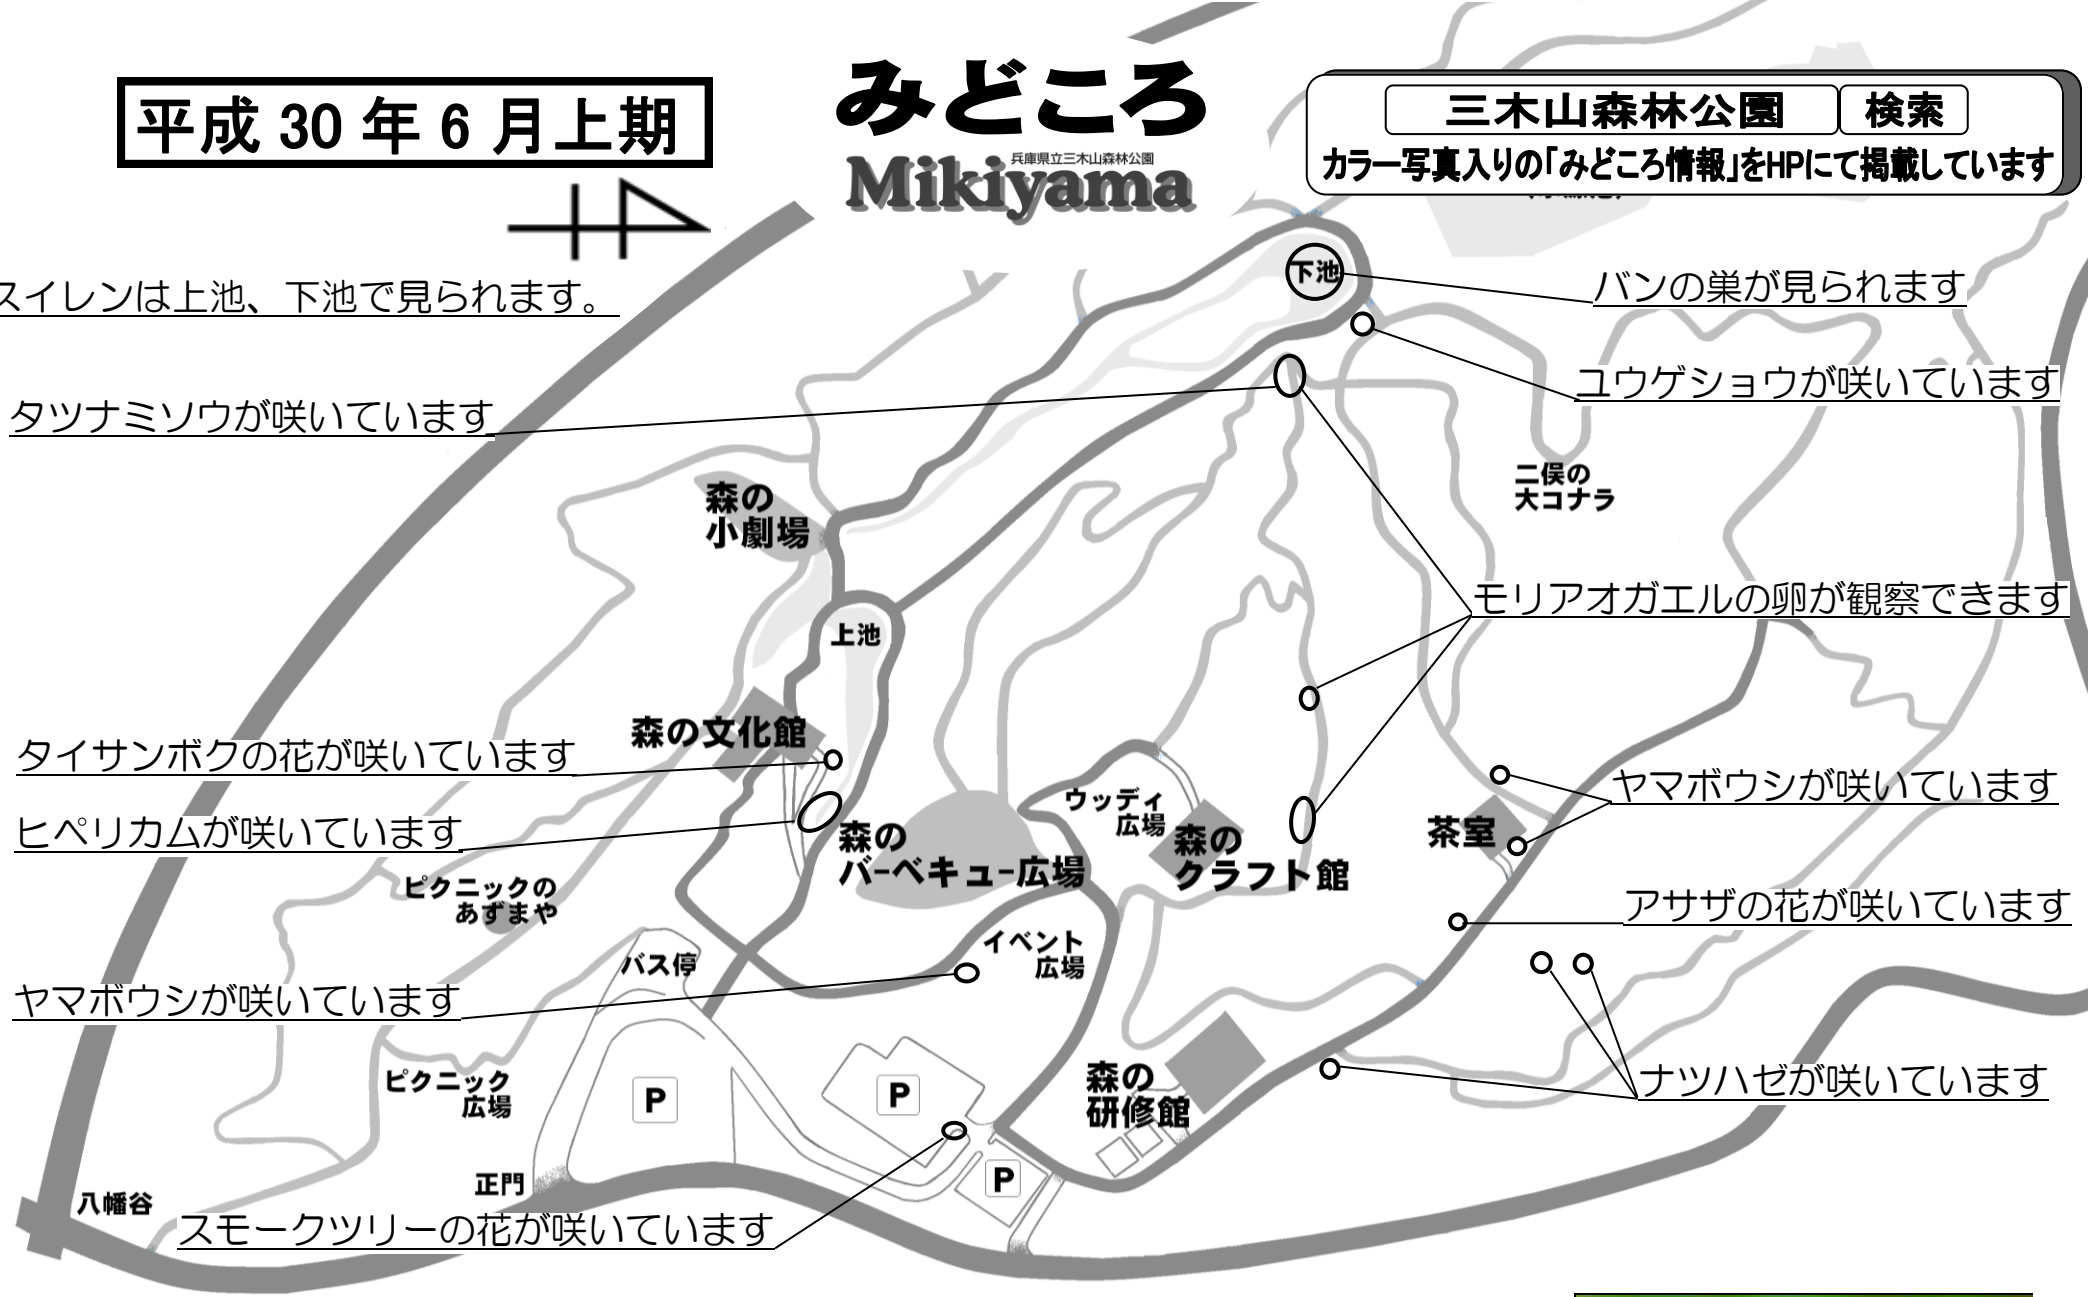 平成 30 年 6 月上期
みどころ
兵庫県立三木山森林公園
Mikiyama
三木山森林公園 検索
カラー写真入りの「みどころ情報」をHPにて掲載しています
スイレンは上池、下池で見られます。
下池
バンの巣が見られます
ユウゲショウが咲いています
タツナミソウが咲いています
二俣の
大コナラ
森の
小劇場
モリアオガエルの卵が観察できます
上池
森の文化館
タイサンボクの花が咲いています
ヤマボウシが咲いています
ウッディ
広場
ヒペリカムが咲いています
森の
バーベキュー広場
森の
クラフト館
茶室
ピクニックの
あずまや
アサザの花が咲いています
イベント
広場
バス停
ヤマボウシが咲いています
ピクニック
広場
P
P
森の
研修館
ナツハゼが咲いています
P
正門
八幡谷
スモークツリーの花が咲いています